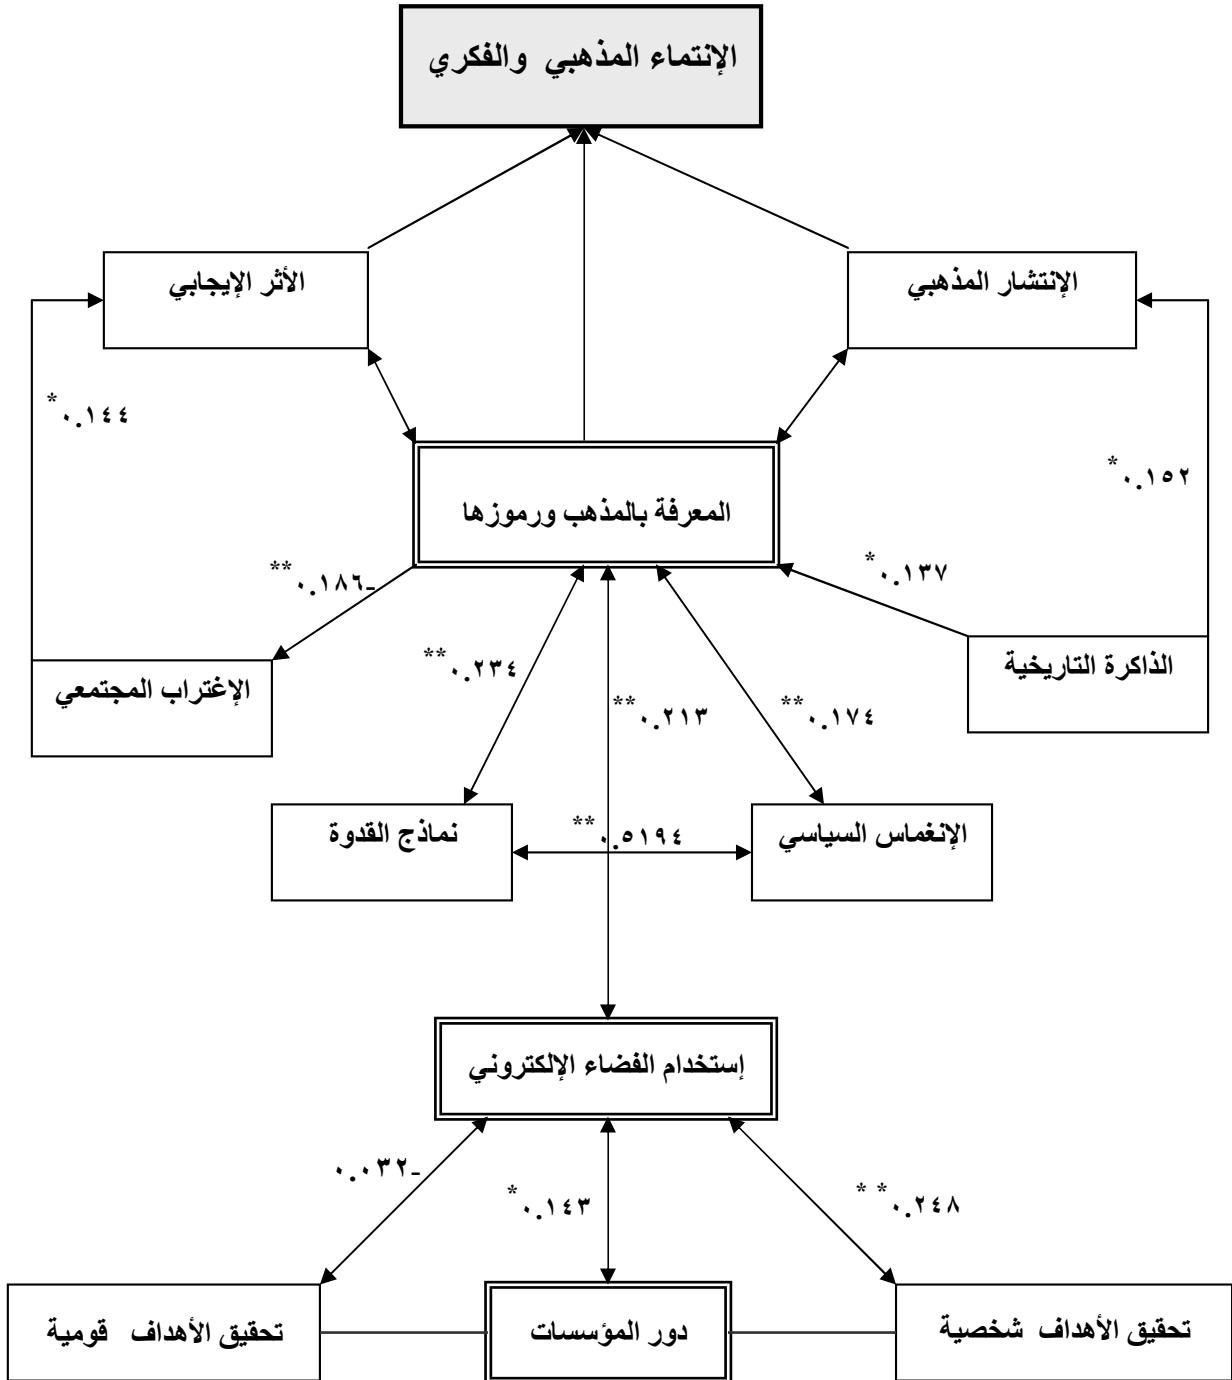 الإنتماء المذهبي والفكري
الإنتشار المذهبي
الأثر الإيجابي
*٠.١٤٤
*٠.١٥٢
المعرفة بالمذهب ورموزها
*٠.١٣٧
**٠.١٨٦-
الذاكرة التاريخية
الإغتراب المجتمعي
**٠.٢٣٤
**٠.٢١٣
**٠.١٧٤
الإنغماس السياسي
**٠.٥١٩٤
نماذج القدوة
إستخدام الفضاء الإلكتروني
٠.٠٣٢-
*٠.١٤٣
* *٠.٢٤٨
تحقيق الأهداف شخصية
دور المؤسسات
تحقيق الأهداف قومية